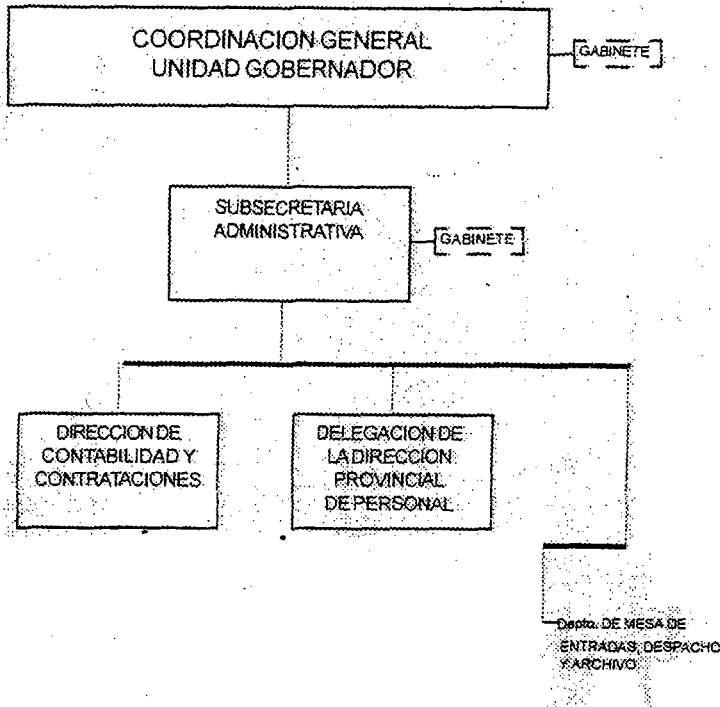 COORDINACION GENERAL
UNIDAD GOBERNADOR
GABINETE
SUBSECRETARIA
ADMINISTRATIVA
GABINETE
DIRECCION DE
CONTABILIDAD Y
CONTRATACIONES
DELEGACION DE
LA DIRECCION
PROVINCIAL
DE PERSONAL
Depto. DE MESA DE
ENTRADAS, DESPACHO
Y ARCHIVO